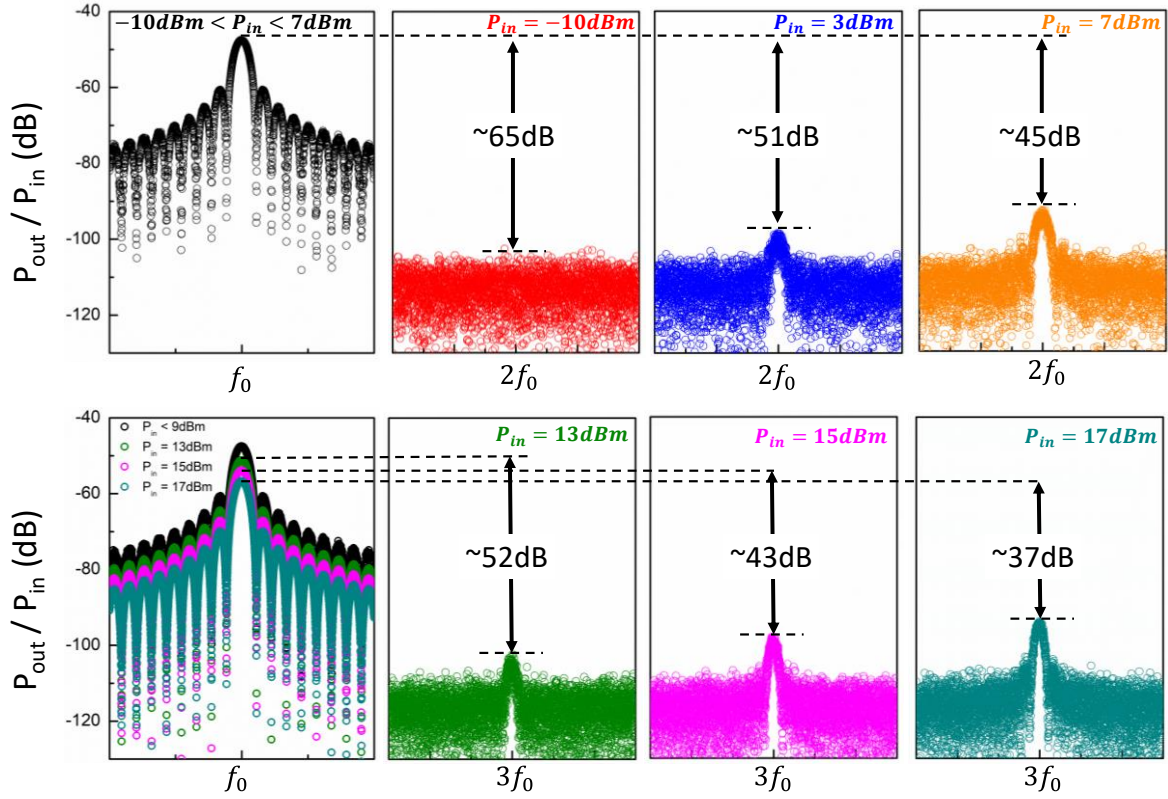 −10dBm < P_in < 7dBm
P_in = −10dBm
P_in = 3dBm
P_in = 7dBm
P_out / P_in (dB)
-40
-60
-80
-100
-120
~65dB
~51dB
~45dB
f_0
2f_0
2f_0
2f_0
P_in < 9dBm
P_in = 13dBm
P_in = 15dBm
P_in = 17dBm
P_in = 13dBm
P_in = 15dBm
P_in = 17dBm
P_out / P_in (dB)
-40
-60
-80
-100
-120
~52dB
~43dB
~37dB
f_0
3f_0
3f_0
3f_0